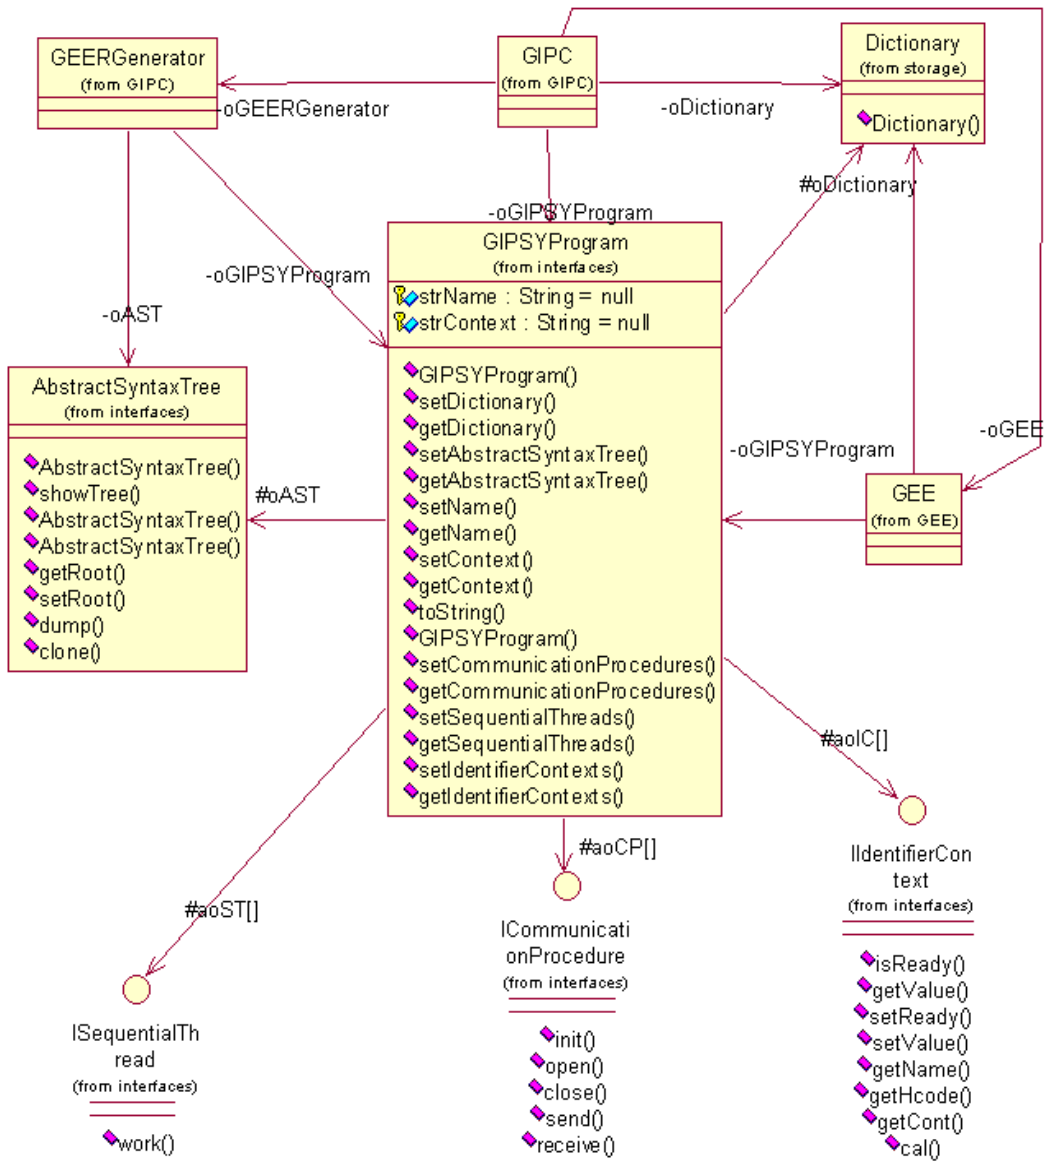 GEERGenerator
(from GIPC)
GIPC
(from GIPC)
Dictionary
(from storage)
Dictionary()
-oGEERGenerator
-oDictionary
#oDictionary
-oGIPSYProgram
-oGIPSYProgram
-oAST
GIPSYProgram
(from interfaces)
strName : String = null
strContext : String = null
GIPSYProgram()
setDictionary()
getDictionary()
setAbstractSyntaxTree()
getAbstractSyntaxTree()
setName()
getName()
setContext()
getContext()
toString()
GIPSYProgram()
setCommunicationProcedures()
getCommunicationProcedures()
setSequentialThreads()
getSequentialThreads()
setIdentifierContexts()
getIdentifierContexts()
AbstractSyntaxTree
(from interfaces)
AbstractSyntaxTree()
showTree()
AbstractSyntaxTree()
AbstractSyntaxTree()
getRoot()
setRoot()
dump()
clone()
#oAST
-oGEE
-oGIPSYProgram
GEE
(from GEE)
#aoIC[]
#aoCP[]
#aoST[]
ISequentialTh
read
(from interfaces)
work()
ICommunicati
onProcedure
(from interfaces)
init()
open()
close()
send()
receive()
IIdentifierCon
text
(from interfaces)
isReady()
getValue()
setReady()
setValue()
getName()
getHcode()
getCont()
cal()